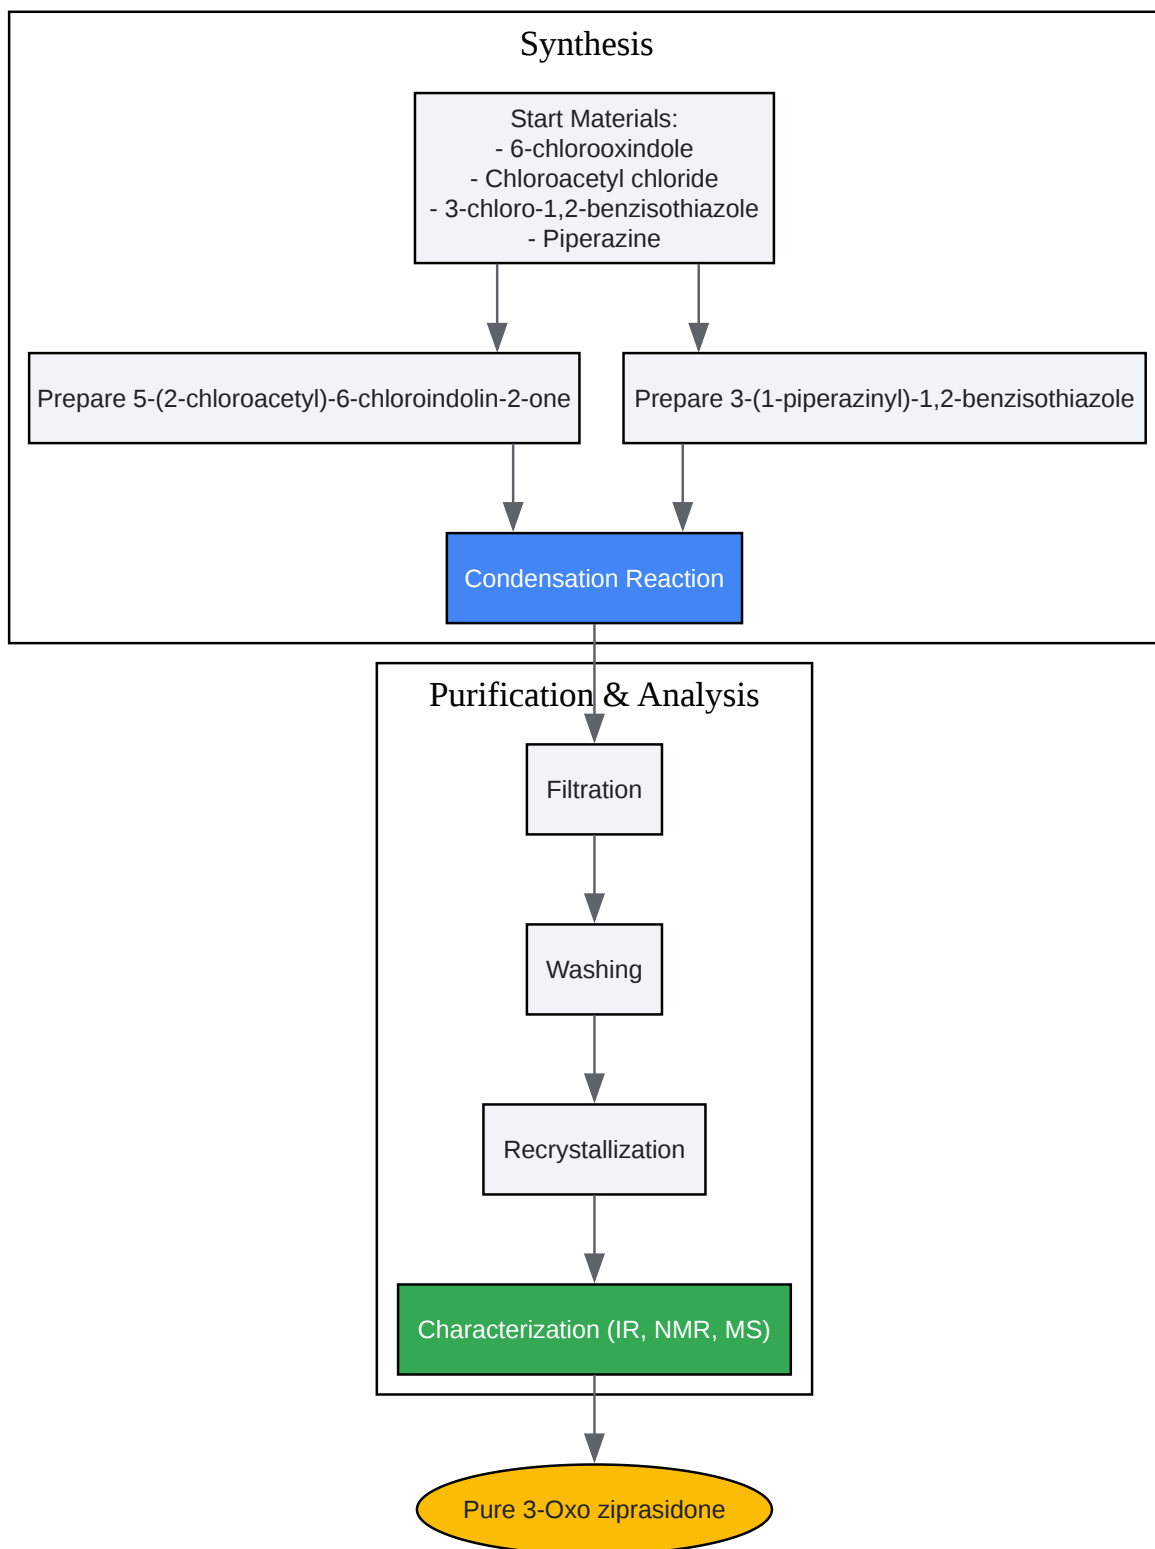 Synthesis
Start Materials:
- 6-chlorooxindole
- Chloroacetyl chloride
- 3-chloro-1,2-benzisothiazole
- Piperazine
Prepare 5-(2-chloroacetyl)-6-chloroindolin-2-one
Prepare 3-(1-piperazinyl)-1,2-benzisothiazole
Condensation Reaction
Purification & Analysis
Filtration
Washing
Recrystallization
Characterization (IR, NMR, MS)
Pure 3-Oxo ziprasidone